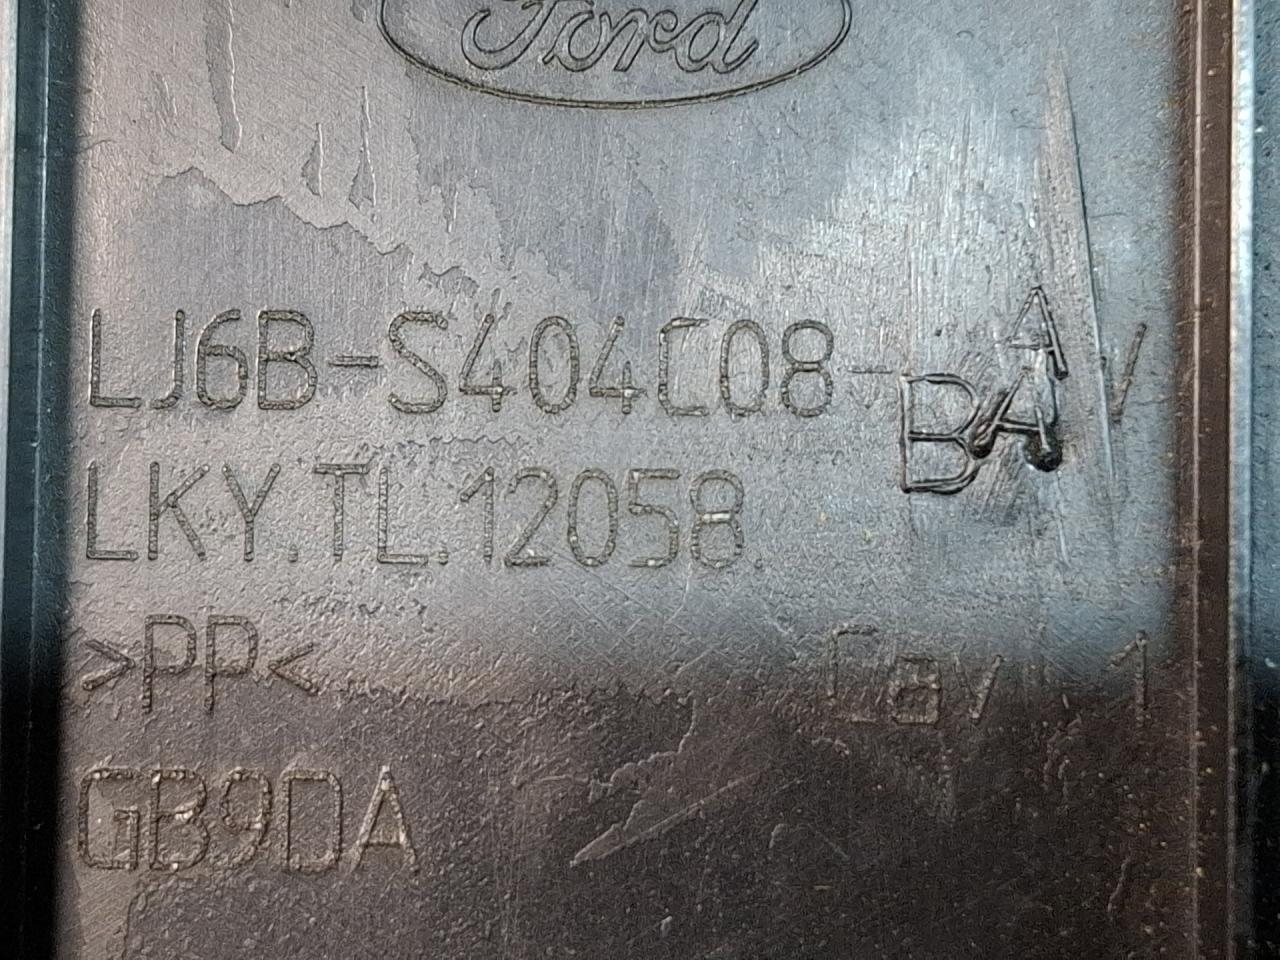 Ford
LJ6B-S404C08-BA
LKY.TL.12058.
>PP< Cav 1
GB9DA